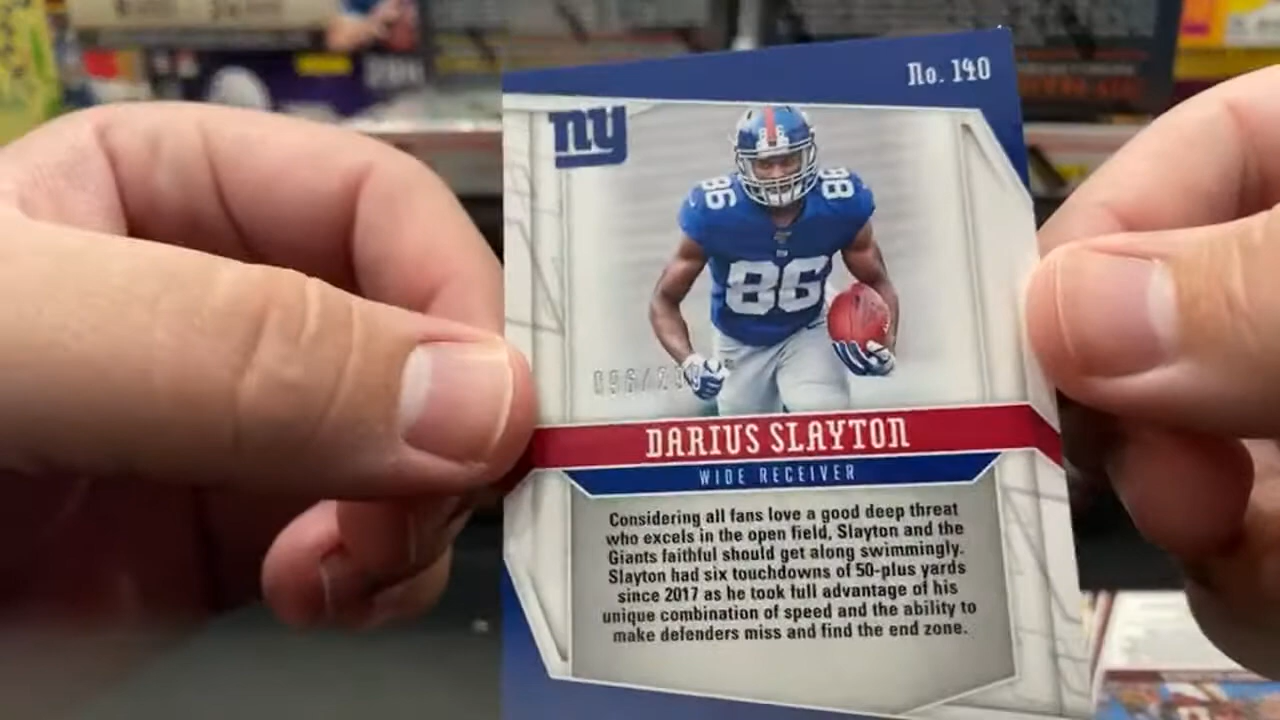 No. 140
ny
86
86
86
86
DARIUS SLAYTON
WIDE RECEIVER
Considering all fans love a good deep threat
who excels in the open field, Slayton and the
Giants faithful should get along swimmingly.
Slayton had six touchdowns of 50-plus yards
since 2017 as he took full advantage of his
unique combination of speed and the ability to
make defenders miss and find the end zone.